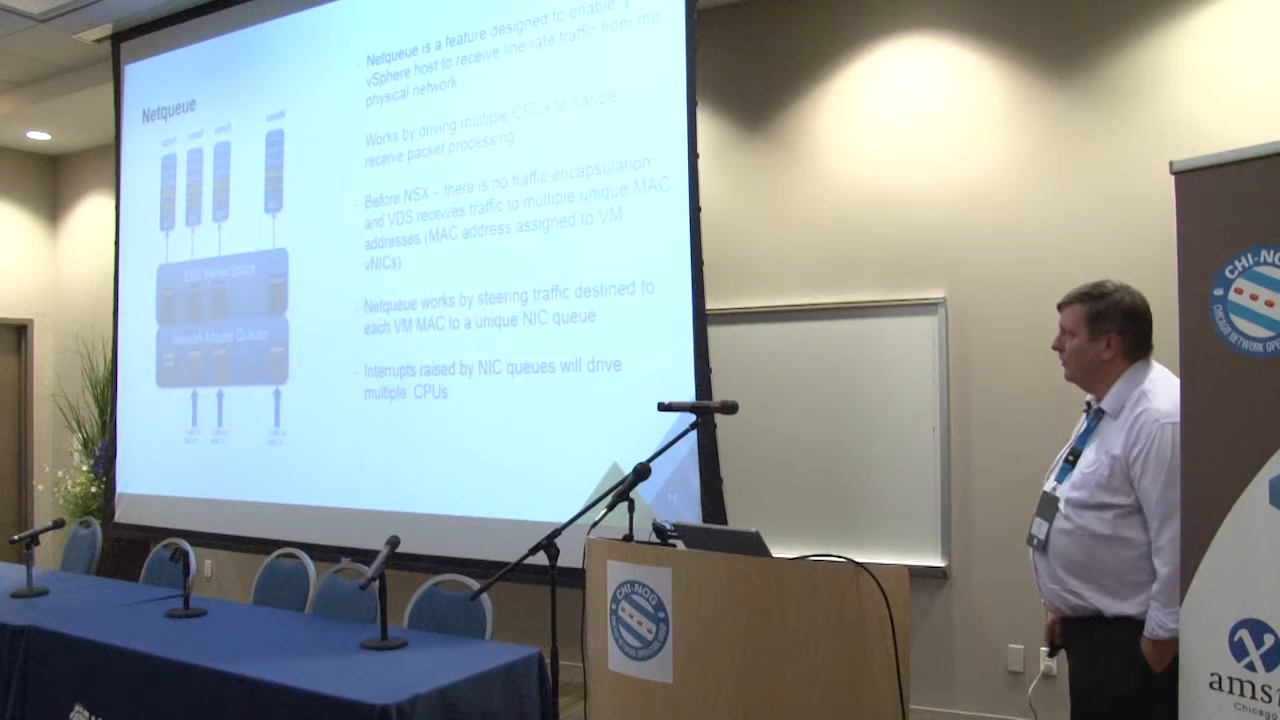 Netqueue
Netqueue is a feature designed to enable a
vSphere host to receive line rate traffic from the
physical network
Works by driving multiple CPUs to handle
receive packet processing
Before NSX – there is no traffic encapsulation
and VDS receives traffic to multiple unique MAC
addresses (MAC address assigned to VM
vNICs)
Netqueue works by steering traffic destined to
each VM MAC to a unique NIC queue
Interrupts raised by NIC queues will drive
multiple CPUs
ESXi Kernel Space
Network Adapter Queues
CHI-NOG
CHI-NOG
CHICAGO NETWORK